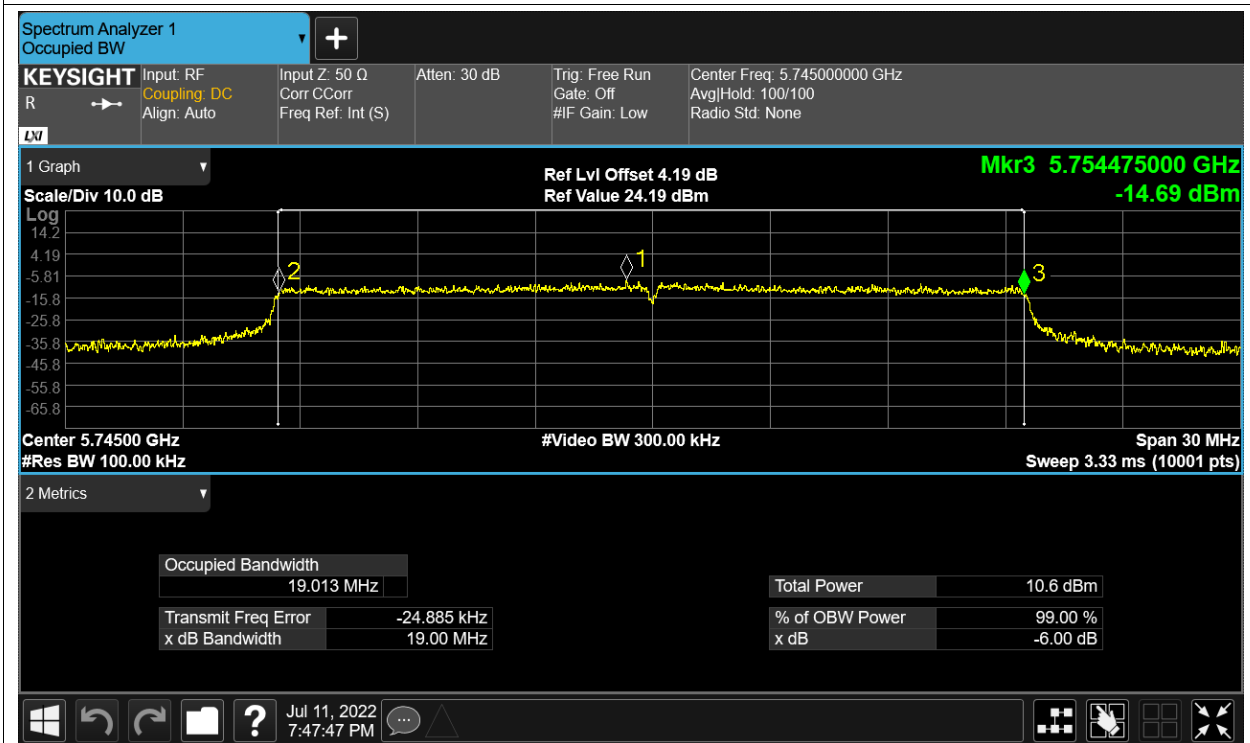 Spectrum Analyzer 1
Occupied BW
KEYSIGHT
R
LXI
Input: RF
Coupling: DC
Align: Auto
Input Z: 50 Ω
Corr CCorr
Freq Ref: Int (S)
Atten: 30 dB
Trig: Free Run
Gate: Off
#IF Gain: Low
Center Freq: 5.745000000 GHz
Avg|Hold: 100/100
Radio Std: None
1 Graph
Scale/Div 10.0 dB
Ref Lvl Offset 4.19 dB
Ref Value 24.19 dBm
Mkr3 5.754475000 GHz
-14.69 dBm
Log
14.2
4.19
-5.81
-15.8
-25.8
-35.8
-45.8
-55.8
-65.8
2
1
3
Center 5.74500 GHz
#Res BW 100.00 kHz
#Video BW 300.00 kHz
Span 30 MHz
Sweep 3.33 ms (10001 pts)
2 Metrics
Occupied Bandwidth
19.013 MHz
Transmit Freq Error -24.885 kHz
x dB Bandwidth 19.00 MHz
Total Power 10.6 dBm
% of OBW Power 99.00 %
x dB -6.00 dB
?
Jul 11, 2022
7:47:47 PM